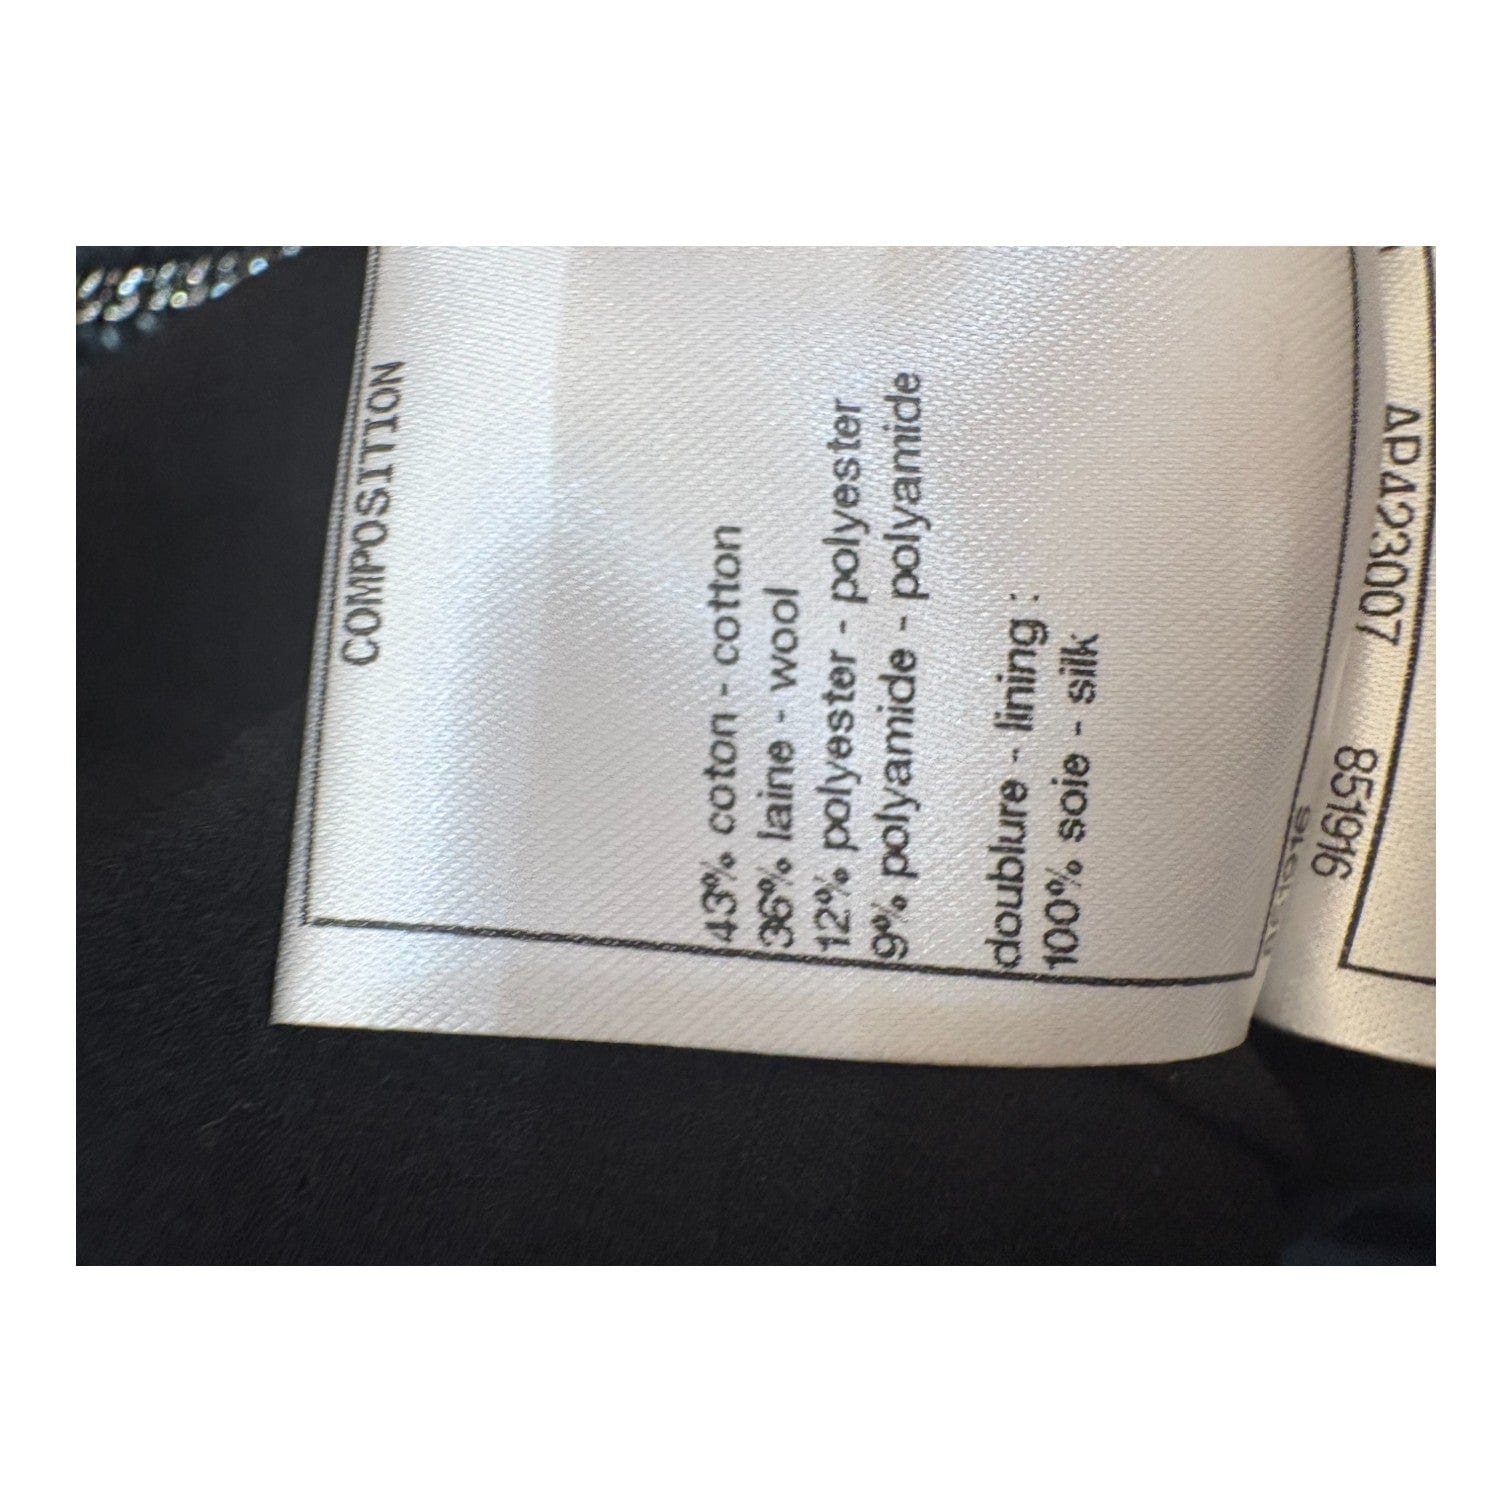 COMPOSITION
43% coton - cotton
36% laine - wool
12% polyester - polyester
9% polyamide - polyamide
doublure - lining :
100% soie - silk
AP423007
851916